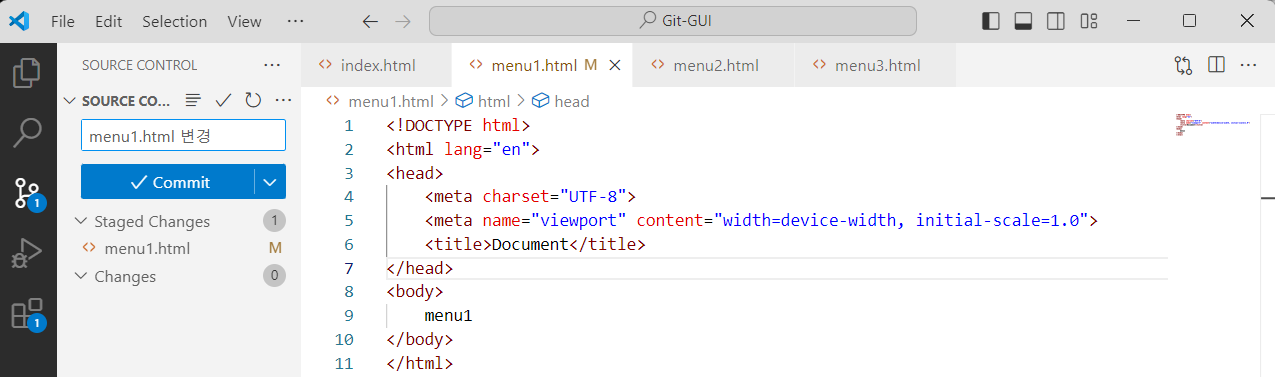 File Edit Selection View ··· Git-GUI
SOURCE CONTROL ···
index.html menu1.html M menu2.html menu3.html ···
SOURCE CO... ···
menu1.html > html > head
menu1.html 변경
Commit
1
Staged Changes 1
menu1.html M
Changes 0
1
1 <!DOCTYPE html>
2 <html lang="en">
3 <head>
4 <meta charset="UTF-8">
5 <meta name="viewport" content="width=device-width, initial-scale=1.0">
6 <title>Document</title>
7 </head>
8 <body>
9 menu1
10 </body>
11 </html>